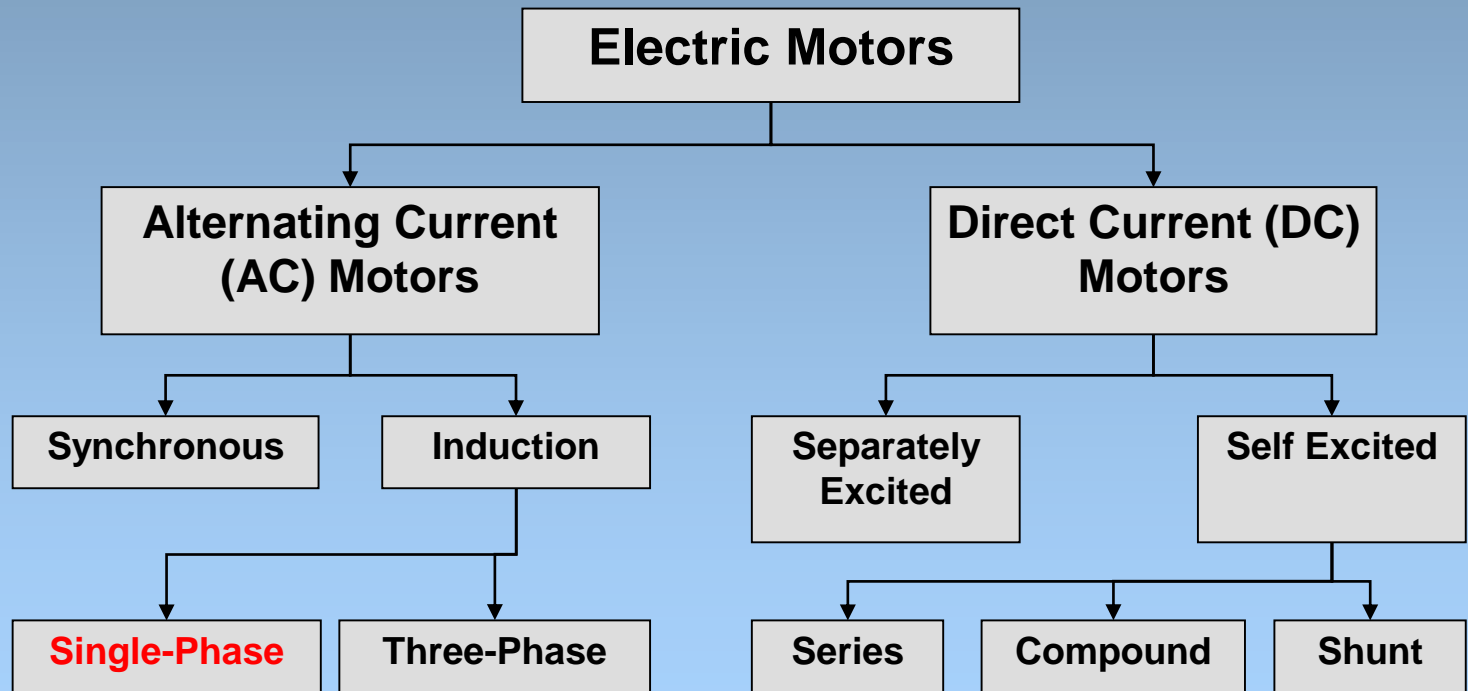 Electric Motors
Alternating Current
(AC) Motors
Direct Current (DC)
Motors
Synchronous
Induction
Separately
Excited
Self Excited
Single-Phase
Three-Phase
Series
Compound
Shunt